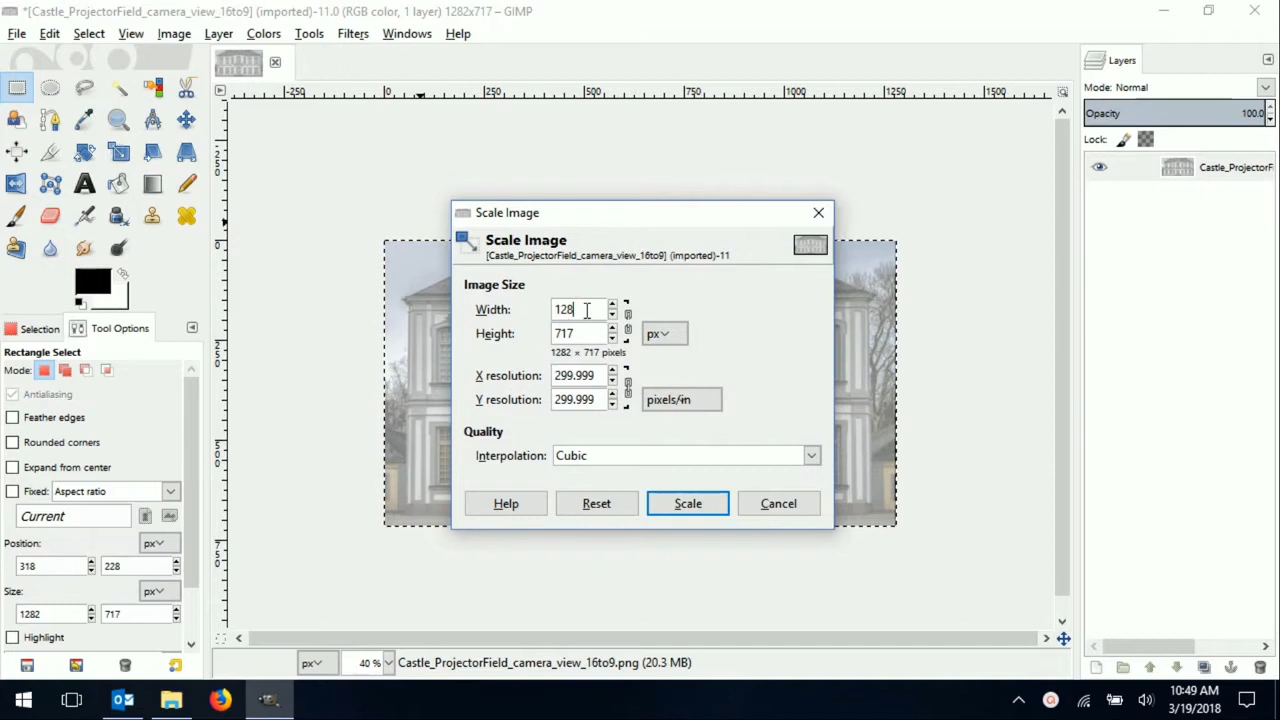 *[Castle_ProjectorField_camera_view_16to9] (imported)-11.0 (RGB color, 1 layer) 1282x717 – GIMP
File Edit Select View Image Layer Colors Tools Filters Windows Help
Layers
Mode: Normal
Opacity 100.0
Lock:
Castle_ProjectorF
-250 0 250 500 750 1000 1250 1500
250
0
250
500
750
Scale Image
Scale Image
[Castle_ProjectorField_camera_view_16to9] (imported)-11
Image Size
Width: 128
Height: 717 px
1282 × 717 pixels
X resolution: 299.999
Y resolution: 299.999 pixels/in
Quality
Interpolation: Cubic
Help Reset Scale Cancel
Selection Tool Options
Rectangle Select
Mode:
Antialiasing
Feather edges
Rounded corners
Expand from center
Fixed: Aspect ratio
Current
Position: px
318 228
Size: px
1282 717
Highlight
px 40 % Castle_ProjectorField_camera_view_16to9.png (20.3 MB)
10:49 AM
3/19/2018